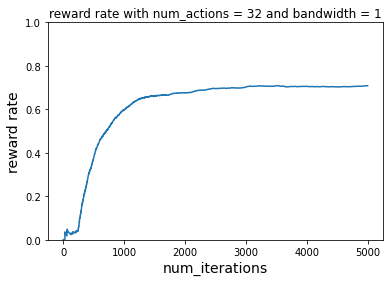 reward rate with num_actions = 32 and bandwidth = 1
1.0
0.8
0.6
0.4
0.2
0.0
reward rate
0 1000 2000 3000 4000 5000
num_iterations